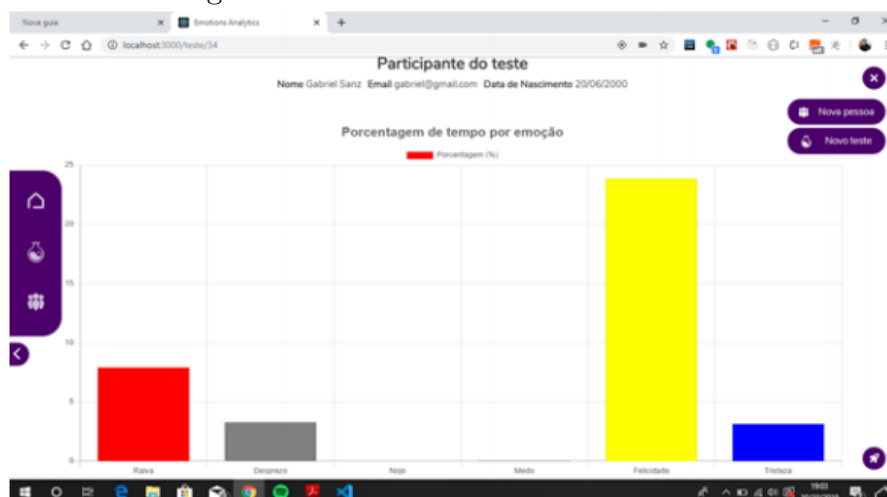 Nova guia
Emotions Analytics
localhost:3000/teste/34
Participante do teste
Nome Gabriel Sanz Email gabriel@gmail.com Data de Nascimento 20/06/2000
Nova pessoa
Novo teste
Porcentagem de tempo por emoção
Porcentagem (%)
25
20
15
10
5
0
Raiva Desprezo Nojo Medo Felicidade Tristeza
19:03